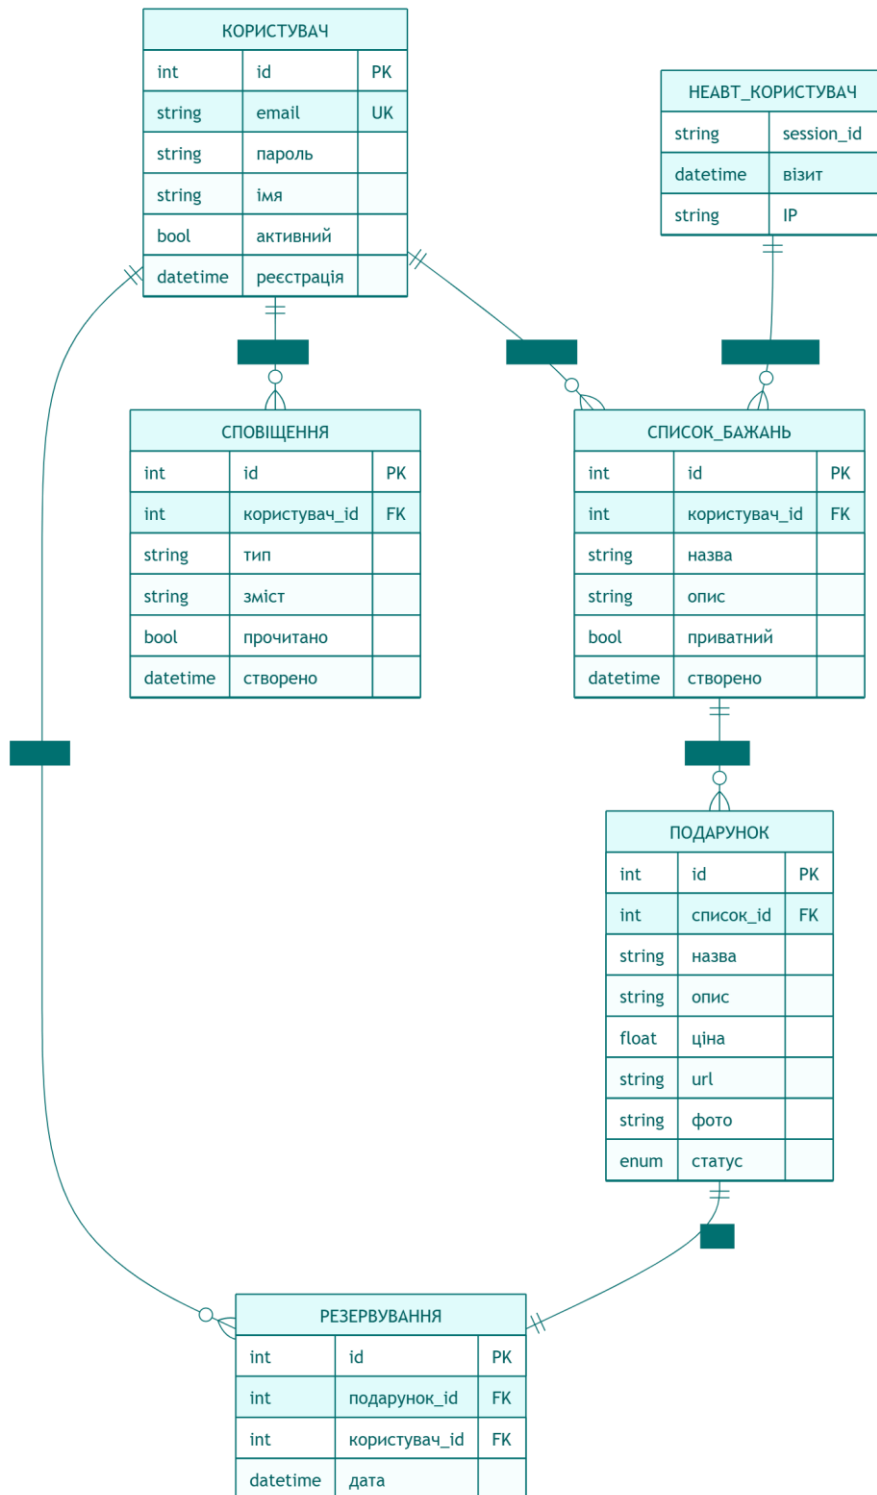 КОРИСТУВАЧ
int id PK
string email UK
string пароль
string імя
bool активний
datetime реєстрація
НЕАВТ_КОРИСТУВАЧ
string session_id
datetime візит
string IP
СПОВІЩЕННЯ
int id PK
int користувач_id FK
string тип
string зміст
bool прочитано
datetime створено
СПИСОК_БАЖАНЬ
int id PK
int користувач_id FK
string назва
string опис
bool приватний
datetime створено
ПОДАРУНОК
int id PK
int список_id FK
string назва
string опис
float ціна
string url
string фото
enum статус
РЕЗЕРВУВАННЯ
int id PK
int подарунок_id FK
int користувач_id FK
datetime дата